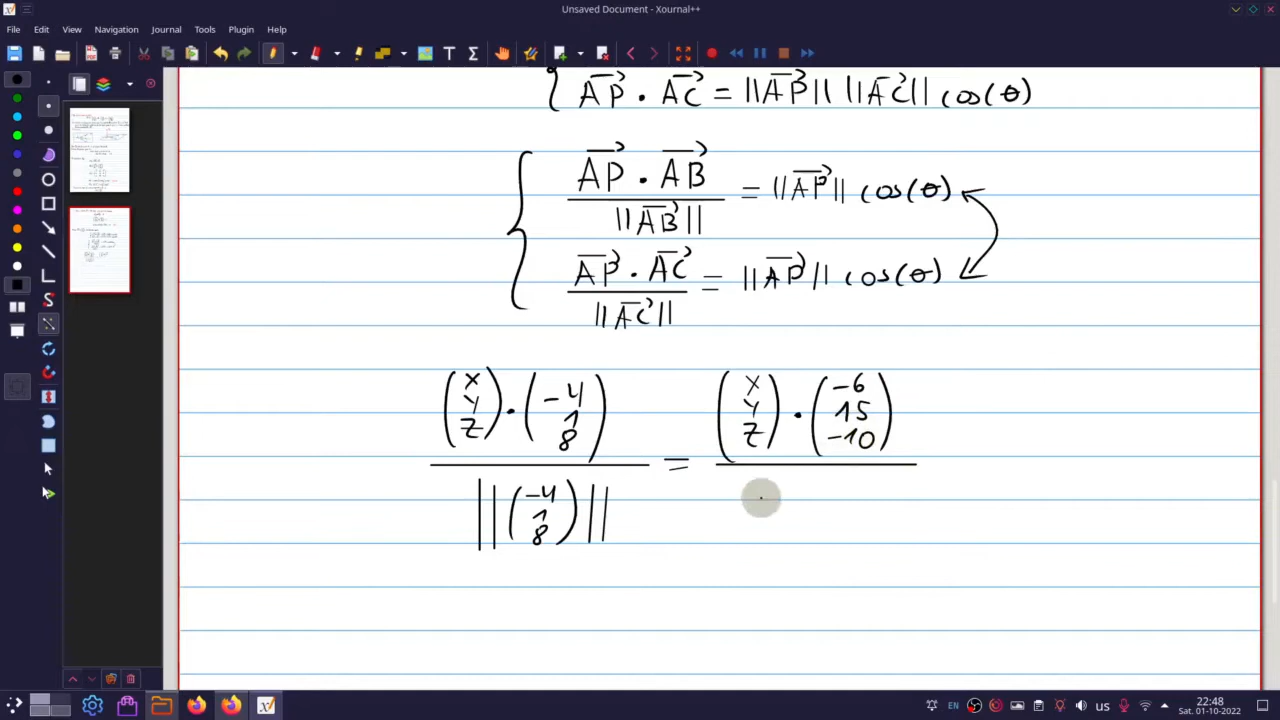 Unsaved Document - Xournal++
File Edit View Navigation Journal Tools Plugin Help
{ AP⃗ · AC⃗ = ||AP⃗|| ||AC⃗|| cos(θ)
{ (AP⃗ · AB⃗) / ||AB⃗|| = ||AP⃗|| cos(θ)
(AP⃗ · AC⃗) / ||AC⃗|| = ||AP⃗|| cos(θ)
(x y z) · (-4 1 8) / ||(-4 1 8)|| = (x y z) · (-6 15 -10)
EN us 22:48
Sat. 01-10-2022